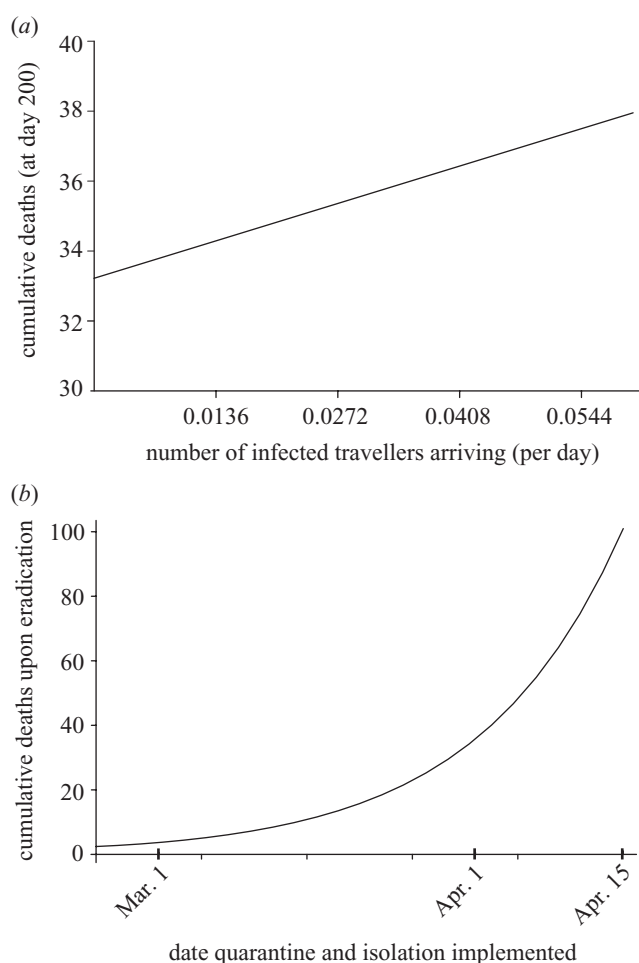 (a)
cumulative deaths (at day 200)
40
38
36
34
32
30
0.0136 0.0272 0.0408 0.0544
number of infected travellers arriving (per day)
(b)
cumulative deaths upon eradication
100
80
60
40
20
0
Mar. 1 Apr. 1 Apr. 15
date quarantine and isolation implemented